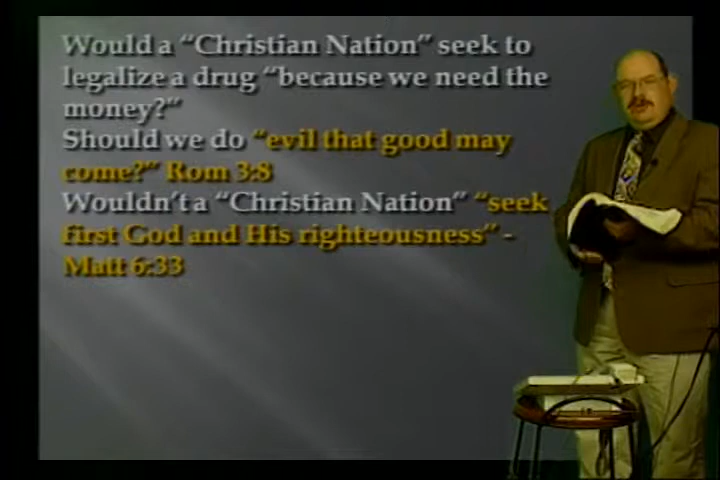 Would a “Christian Nation” seek to
legalize a drug “because we need the
money?”
Should we do “evil that good may
come?” Rom 3:8
Wouldn't a “Christian Nation” “seek
first God and His righteousness” -
Matt 6:33